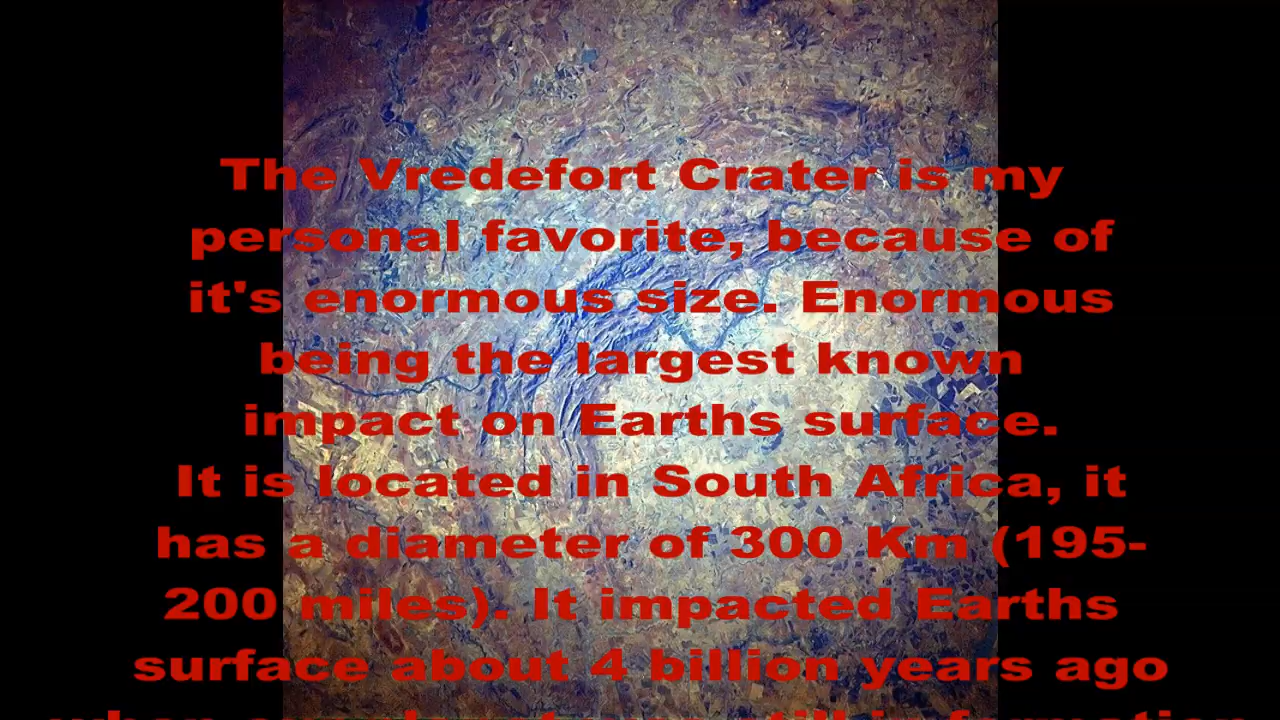 The Vredefort Crater is my
personal favorite, because of
it's enormous size. Enormous
being the largest known
impact on Earths surface.
It is located in South Africa, it
has a diameter of 300 Km (195-
200 miles). It impacted Earths
surface about 4 billion years ago